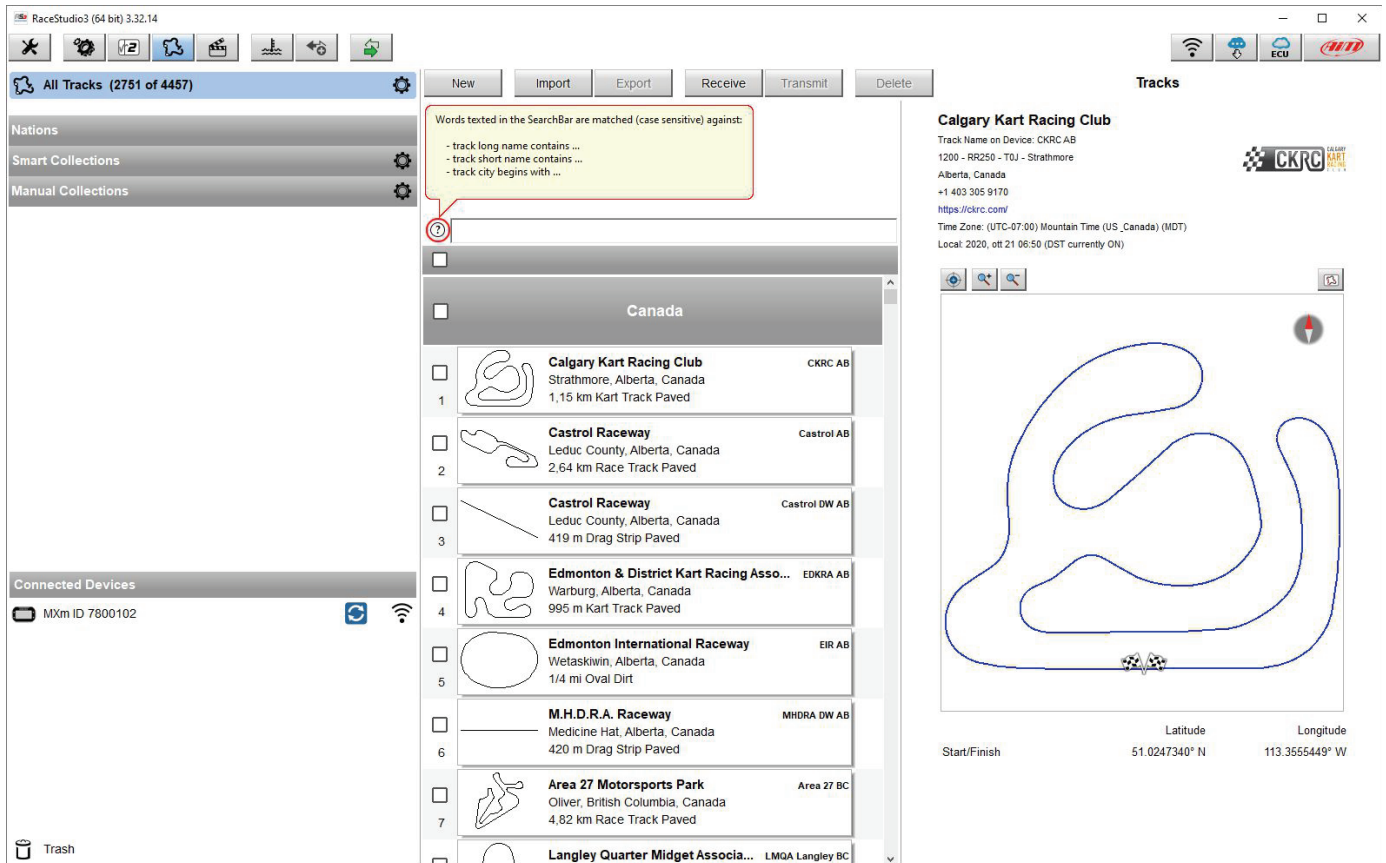 RaceStudio3 (64 bit) 3.32.14
ECU
All Tracks (2751 of 4457)
Nations
Smart Collections
Manual Collections
Connected Devices
MXm ID 7800102
Trash
New Import Export Receive Transmit Delete
Words texted in the SearchBar are matched (case sensitive) against:
- track long name contains ...
- track short name contains ...
- track city begins with ...
?
Canada
Calgary Kart Racing Club CKRC AB
Strathmore, Alberta, Canada
1,15 km Kart Track Paved
1
Castrol Raceway Castrol AB
Leduc County, Alberta, Canada
2,64 km Race Track Paved
2
Castrol Raceway Castrol DW AB
Leduc County, Alberta, Canada
419 m Drag Strip Paved
3
Edmonton & District Kart Racing Asso... EDKRA AB
Warburg, Alberta, Canada
995 m Kart Track Paved
4
Edmonton International Raceway EIR AB
Wetaskiwin, Alberta, Canada
1/4 mi Oval Dirt
5
M.H.D.R.A. Raceway MHDRA DW AB
Medicine Hat, Alberta, Canada
420 m Drag Strip Paved
6
Area 27 Motorsports Park Area 27 BC
Oliver, British Columbia, Canada
4,82 km Race Track Paved
7
Langley Quarter Midget Associa... LMQA Langley BC
Tracks
Calgary Kart Racing Club
Track Name on Device: CKRC AB
1200 - RR250 - T0J - Strathmore
Alberta, Canada
+1 403 305 9170
https://ckrc.com/
Time Zone: (UTC-07:00) Mountain Time (US _Canada) (MDT)
Local: 2020, ott 21 06:50 (DST currently ON)
CKRC
Latitude Longitude
Start/Finish 51.0247340° N 113.3555449° W